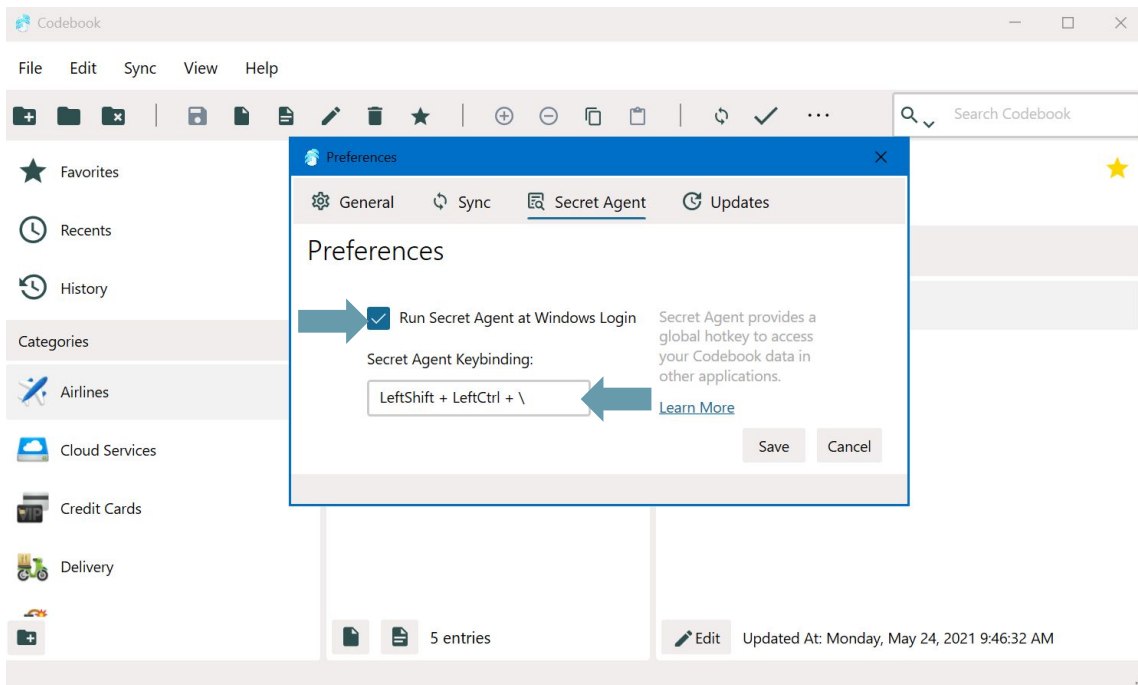 Codebook
File Edit Sync View Help
Search Codebook
Favorites
Recents
History
Categories
Airlines
Cloud Services
Credit Cards
VIP
Delivery
Preferences
General Sync Secret Agent Updates
Preferences
Run Secret Agent at Windows Login
Secret Agent Keybinding:
LeftShift + LeftCtrl + \
Secret Agent provides a
global hotkey to access
your Codebook data in
other applications.
Learn More
Save Cancel
5 entries
Edit Updated At: Monday, May 24, 2021 9:46:32 AM